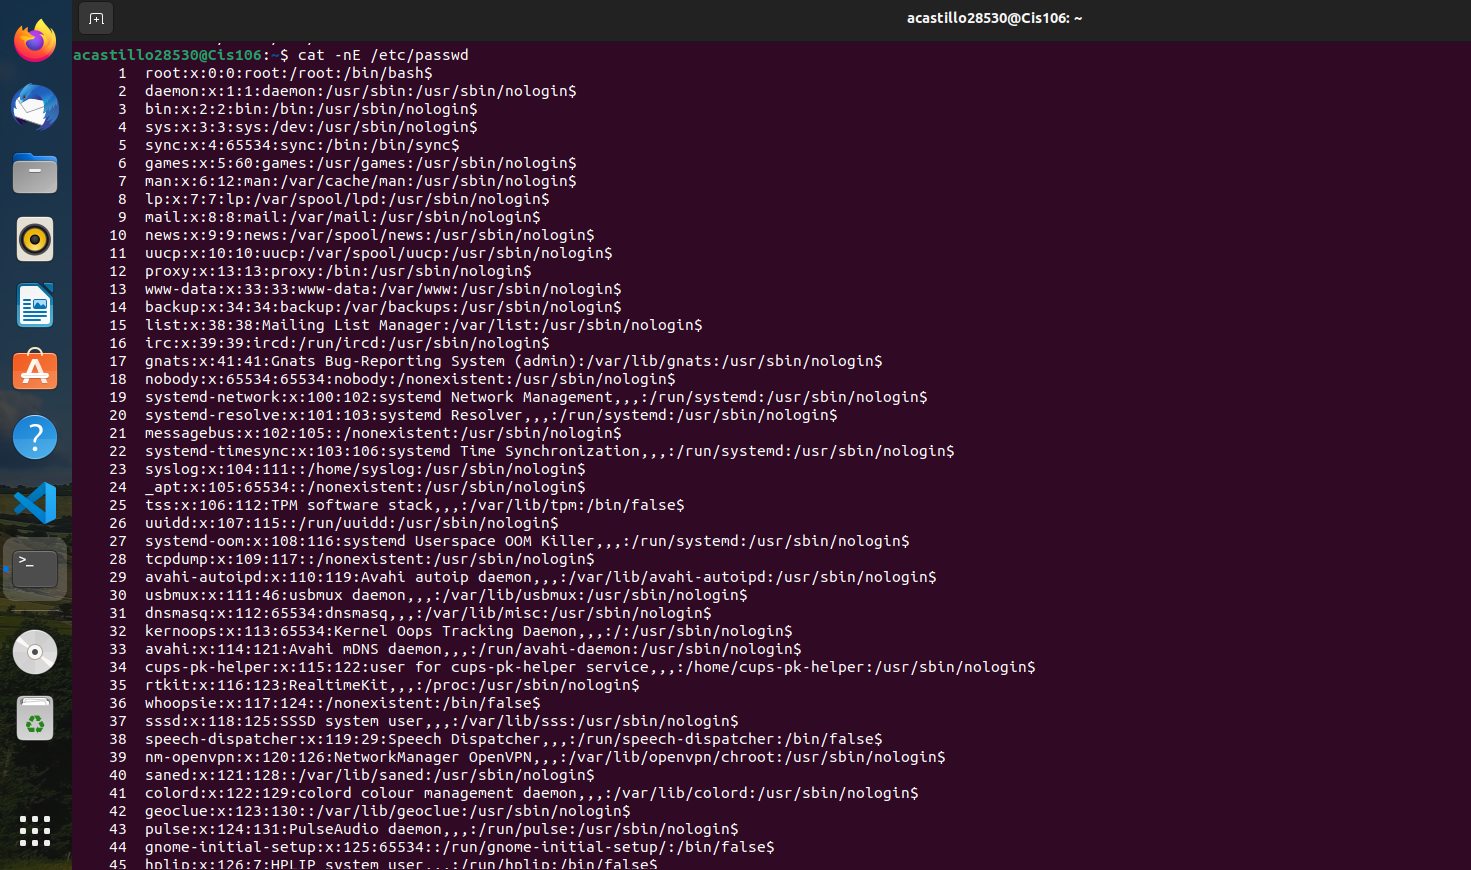 acastillo28530@Cis106: ~
acastillo28530@Cis106:~$ cat -nE /etc/passwd
1 root:x:0:0:root:/root:/bin/bash$
2 daemon:x:1:1:daemon:/usr/sbin:/usr/sbin/nologin$
3 bin:x:2:2:bin:/bin:/usr/sbin/nologin$
4 sys:x:3:3:sys:/dev:/usr/sbin/nologin$
5 sync:x:4:65534:sync:/bin:/bin/sync$
6 games:x:5:60:games:/usr/games:/usr/sbin/nologin$
7 man:x:6:12:man:/var/cache/man:/usr/sbin/nologin$
8 lp:x:7:7:lp:/var/spool/lpd:/usr/sbin/nologin$
9 mail:x:8:8:mail:/var/mail:/usr/sbin/nologin$
10 news:x:9:9:news:/var/spool/news:/usr/sbin/nologin$
11 uucp:x:10:10:uucp:/var/spool/uucp:/usr/sbin/nologin$
12 proxy:x:13:13:proxy:/bin:/usr/sbin/nologin$
13 www-data:x:33:33:www-data:/var/www:/usr/sbin/nologin$
14 backup:x:34:34:backup:/var/backups:/usr/sbin/nologin$
15 list:x:38:38:Mailing List Manager:/var/list:/usr/sbin/nologin$
16 irc:x:39:39:ircd:/run/ircd:/usr/sbin/nologin$
17 gnats:x:41:41:Gnats Bug-Reporting System (admin):/var/lib/gnats:/usr/sbin/nologin$
18 nobody:x:65534:65534:nobody:/nonexistent:/usr/sbin/nologin$
19 systemd-network:x:100:102:systemd Network Management,,,:/run/systemd:/usr/sbin/nologin$
20 systemd-resolve:x:101:103:systemd Resolver,,,:/run/systemd:/usr/sbin/nologin$
21 messagebus:x:102:105::/nonexistent:/usr/sbin/nologin$
22 systemd-timesync:x:103:106:systemd Time Synchronization,,,:/run/systemd:/usr/sbin/nologin$
23 syslog:x:104:111::/home/syslog:/usr/sbin/nologin$
24 _apt:x:105:65534::/nonexistent:/usr/sbin/nologin$
25 tss:x:106:112:TPM software stack,,,:/var/lib/tpm:/bin/false$
26 uuidd:x:107:115::/run/uuidd:/usr/sbin/nologin$
27 systemd-oom:x:108:116:systemd Userspace OOM Killer,,,:/run/systemd:/usr/sbin/nologin$
28 tcpdump:x:109:117::/nonexistent:/usr/sbin/nologin$
29 avahi-autoipd:x:110:119:Avahi autoip daemon,,,:/var/lib/avahi-autoipd:/usr/sbin/nologin$
30 usbmux:x:111:46:usbmux daemon,,,:/var/lib/usbmux:/usr/sbin/nologin$
31 dnsmasq:x:112:65534:dnsmasq,,,:/var/lib/misc:/usr/sbin/nologin$
32 kernoops:x:113:65534:Kernel Oops Tracking Daemon,,,:/:/usr/sbin/nologin$
33 avahi:x:114:121:Avahi mDNS daemon,,,:/run/avahi-daemon:/usr/sbin/nologin$
34 cups-pk-helper:x:115:122:user for cups-pk-helper service,,,:/home/cups-pk-helper:/usr/sbin/nologin$
35 rtkit:x:116:123:RealtimeKit,,,:/proc:/usr/sbin/nologin$
36 whoopsie:x:117:124::/nonexistent:/bin/false$
37 sssd:x:118:125:SSSD system user,,,:/var/lib/sss:/usr/sbin/nologin$
38 speech-dispatcher:x:119:29:Speech Dispatcher,,,:/run/speech-dispatcher:/bin/false$
39 nm-openvpn:x:120:126:NetworkManager OpenVPN,,,:/var/lib/openvpn/chroot:/usr/sbin/nologin$
40 saned:x:121:128::/var/lib/saned:/usr/sbin/nologin$
41 colord:x:122:129:colord colour management daemon,,,:/var/lib/colord:/usr/sbin/nologin$
42 geoclue:x:123:130::/var/lib/geoclue:/usr/sbin/nologin$
43 pulse:x:124:131:PulseAudio daemon,,,:/run/pulse:/usr/sbin/nologin$
44 gnome-initial-setup:x:125:65534::/run/gnome-initial-setup/:/bin/false$
45 hplip:x:126:7:HPLIP system user,,,:/run/hplip:/bin/false$